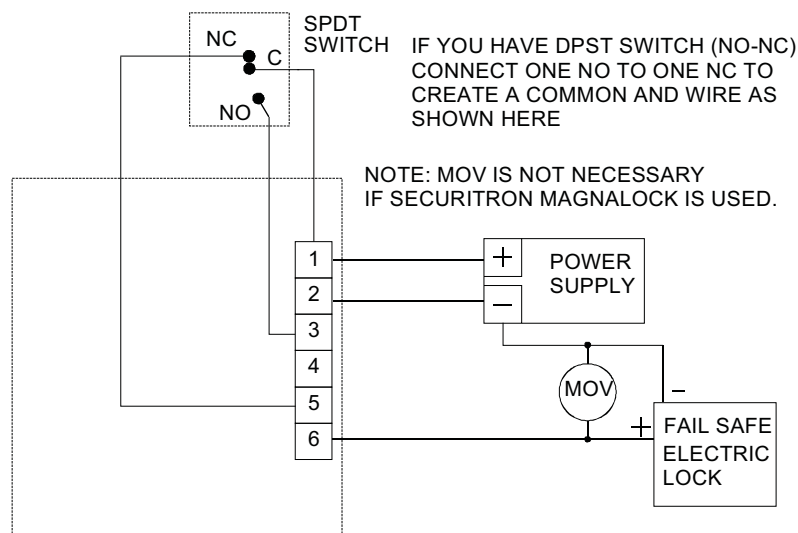 SPDT
SWITCH
NC
C
NO
IF YOU HAVE DPST SWITCH (NO-NC)
CONNECT ONE NO TO ONE NC TO
CREATE A COMMON AND WIRE AS
SHOWN HERE
NOTE: MOV IS NOT NECESSARY
IF SECURITRON MAGNALOCK IS USED.
1
2
3
4
5
6
+
−
POWER
SUPPLY
MOV
−
+
FAIL SAFE
ELECTRIC
LOCK